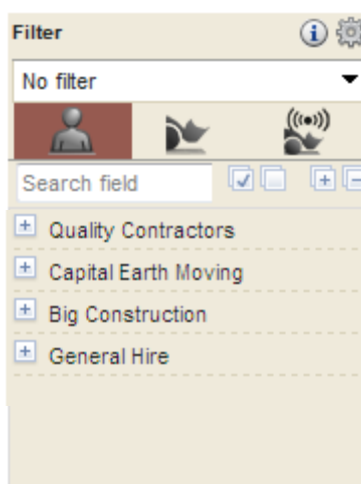 Filter
No filter
Search field
Quality Contractors
Capital Earth Moving
Big Construction
General Hire